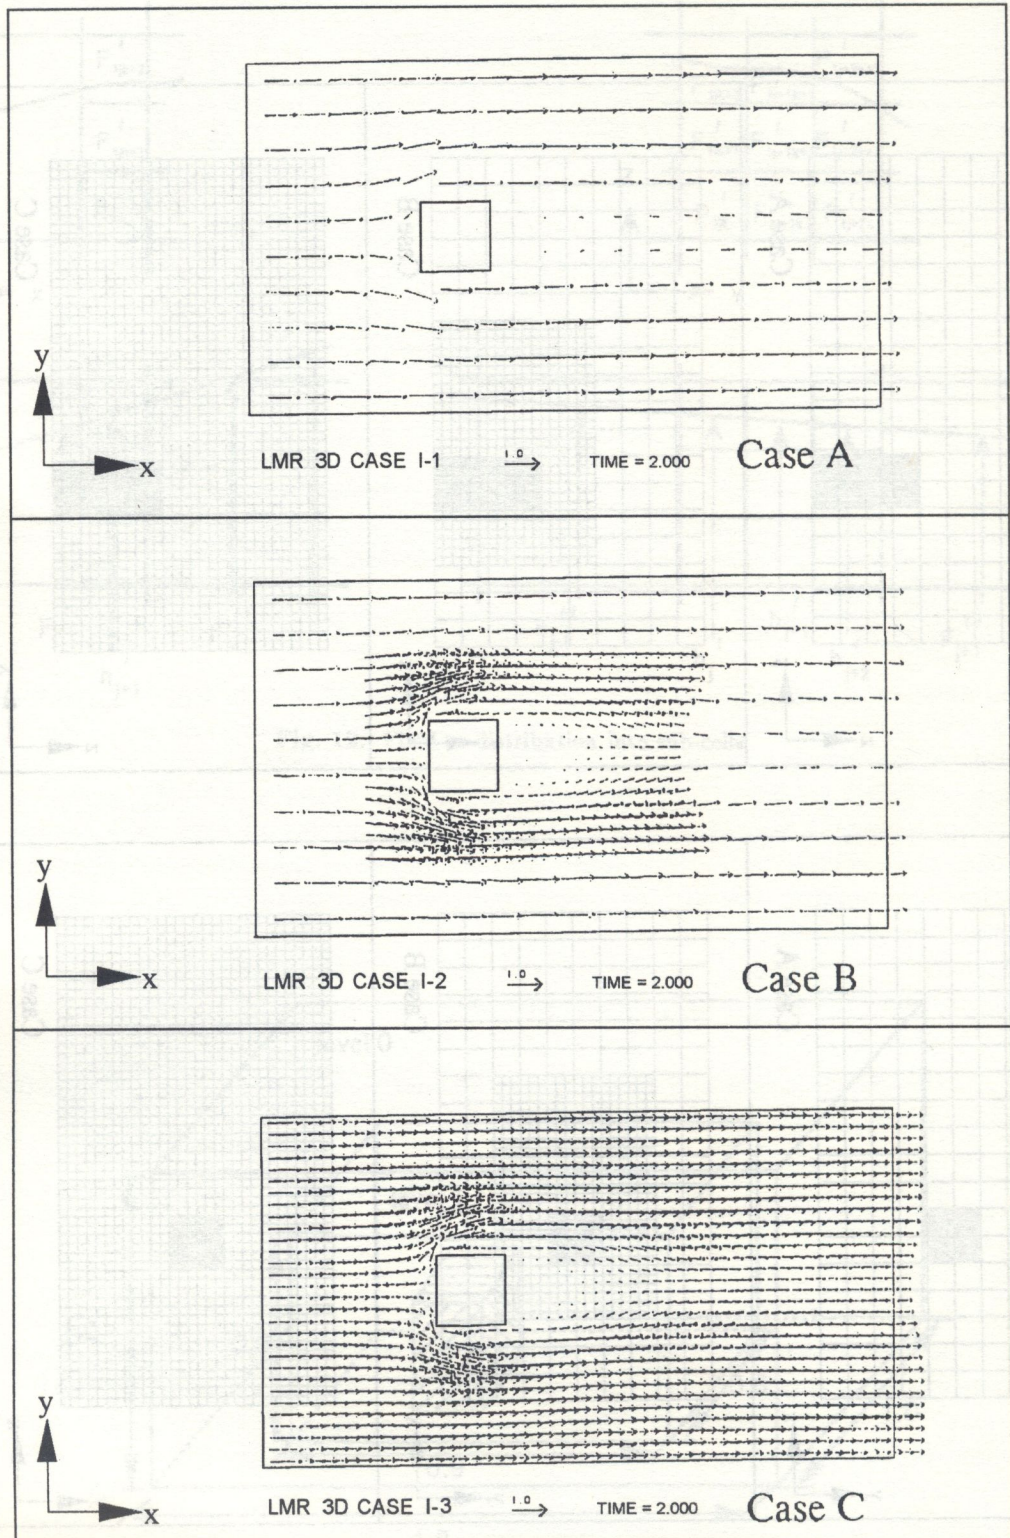 y
x
LMR 3D CASE I-1 1.0 TIME = 2.000 Case A
y
x
LMR 3D CASE I-2 1.0 TIME = 2.000 Case B
y
x
LMR 3D CASE I-3 1.0 TIME = 2.000 Case C